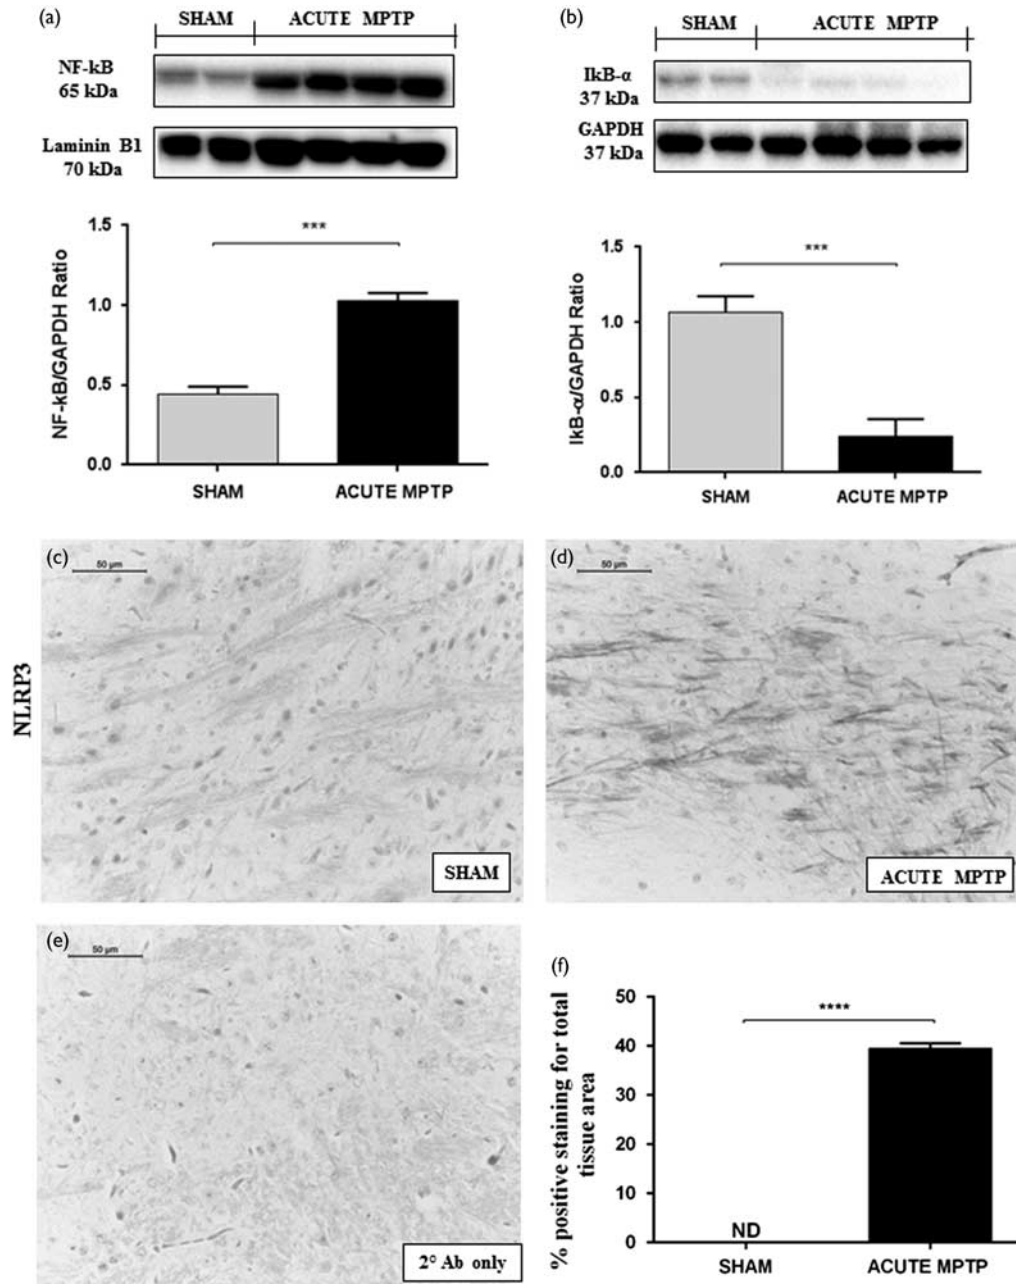 (a)
SHAM ACUTE MPTP
NF-kB
65 kDa
Laminin B1
70 kDa
NF-kB/GAPDH Ratio
1.5
1.0
0.5
0.0
***
SHAM ACUTE MPTP
(b)
SHAM ACUTE MPTP
IkB-α
37 kDa
GAPDH
37 kDa
IkB-α/GAPDH Ratio
1.5
1.0
0.5
0.0
***
SHAM ACUTE MPTP
NLRP3
(c)
50 µm
SHAM
(d)
50 µm
ACUTE MPTP
(e)
50 µm
2° Ab only
(f)
% positive staining for total
tissue area
50
40
30
20
10
0
****
ND
SHAM ACUTE MPTP